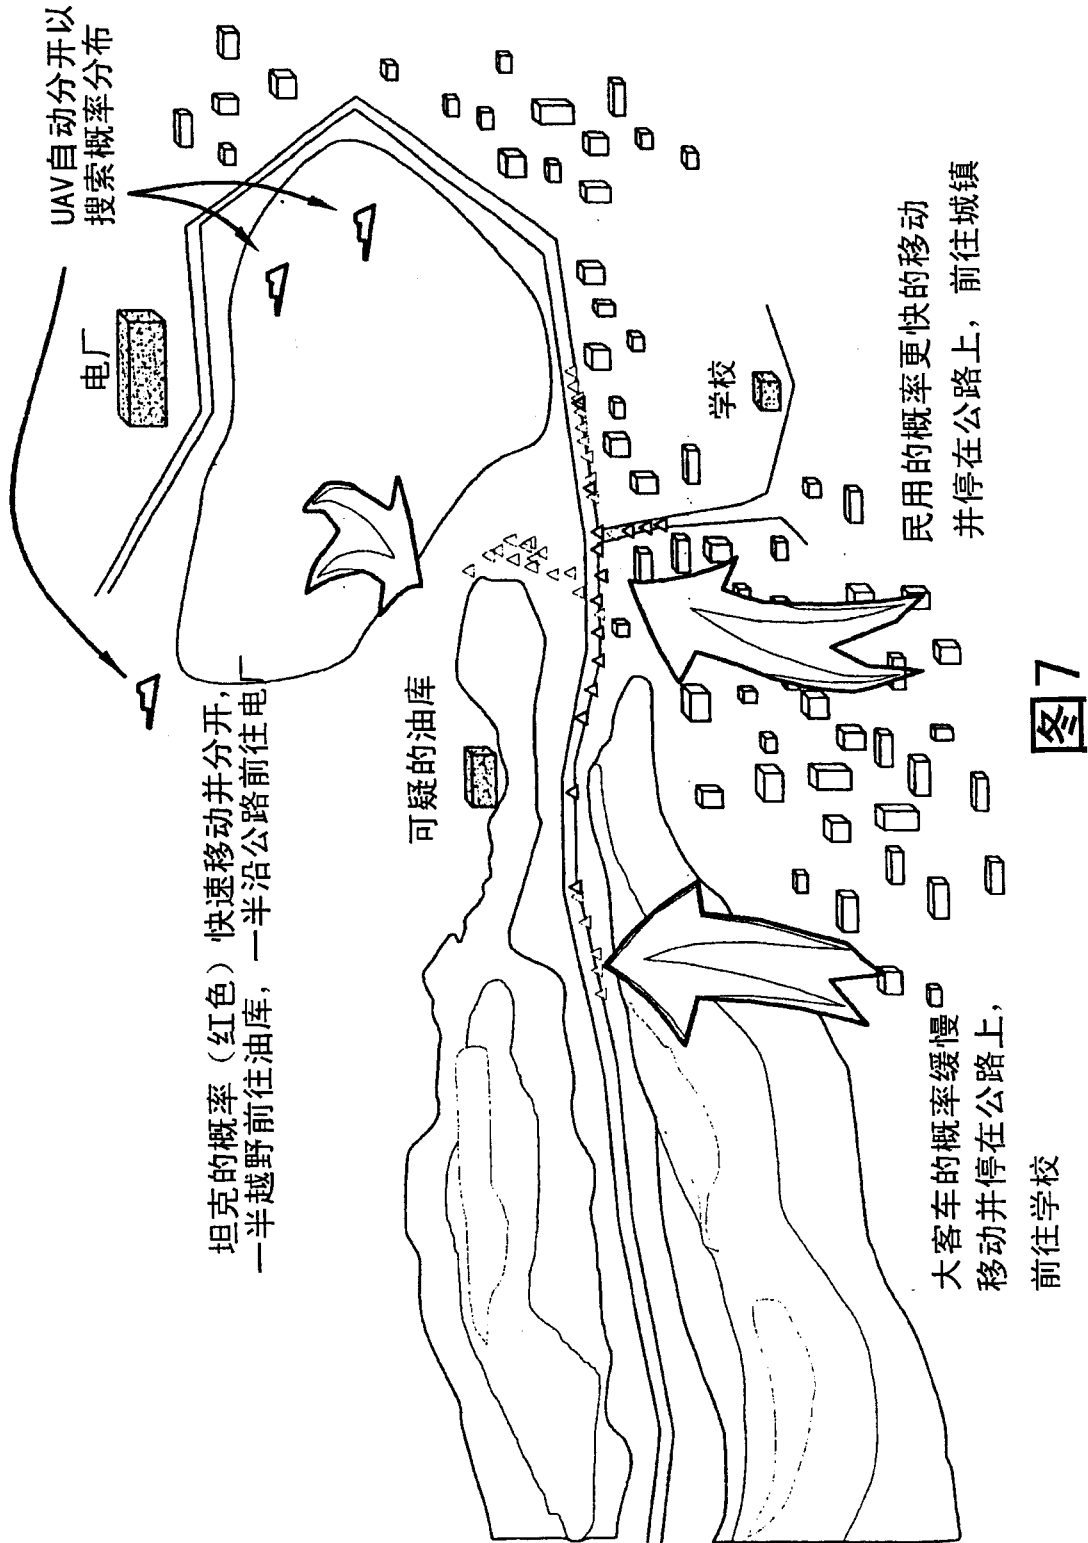 UAV自动分开以
搜索概率分布
电厂
坦克的概率（红色）快速移动并分开，
一半越野前往油库，一半沿公路前往电厂
可疑的油库
学校
民用的概率更快的移动
并停在公路上，前往城镇
大客车的概率缓慢
移动并停在公路上，
前往学校
图7